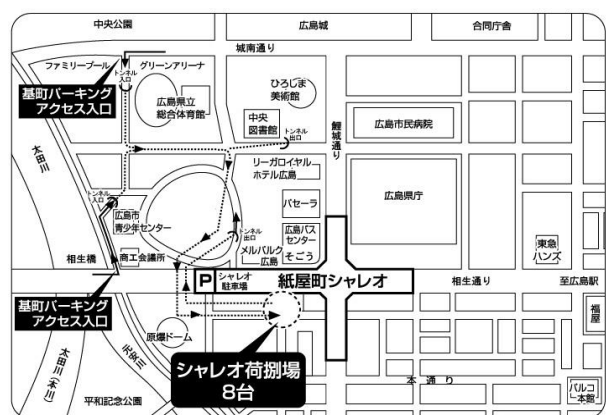 中央公園
広島城
合同庁舎
城南通り
ファミリープール
グリーンアリーナ
トンネル
入口
基町パーキング
アクセス入口
広島県立
総合体育館
ひろしま
美術館
中央
図書館
トンネル
出口
鯉城通り
広島市民病院
太田川
リーガロイヤル
ホテル広島
広島県庁
トンネル
入口
パセーラ
広島市
青少年センター
トンネル
出口
広島バス
センター
そごう
メルパルク
広島
東急
ハンズ
相生橋
商工会議所
P
シャレオ
駐車場
紙屋町シャレオ
相生通り
至広島駅
基町パーキング
アクセス入口
福屋
原爆ドーム
元安川
太田川(本川)
シャレオ荷捌場
8台
本通り
平和記念公園
パルコ
本館